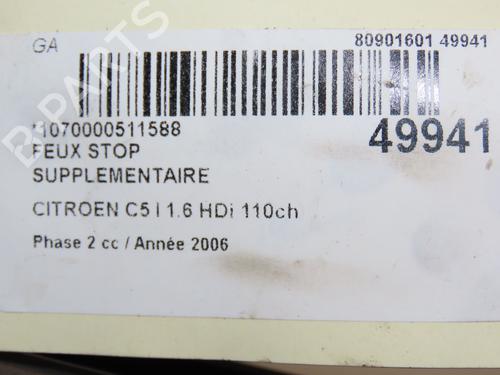 GA
80901601 49941
11070000511588
49941
FEUX STOP
SUPPLEMENTAIRE
CITROEN C5 I 1.6 HDi 110ch
Phase 2 cc / Année 2006
B-PARTS